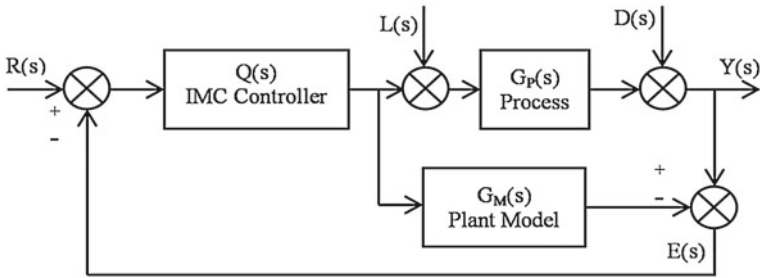 L(s)
D(s)
R(s)
Q(s)
IMC Controller
G_P(s)
Process
Y(s)
+
-
G_M(s)
Plant Model
+
-
E(s)